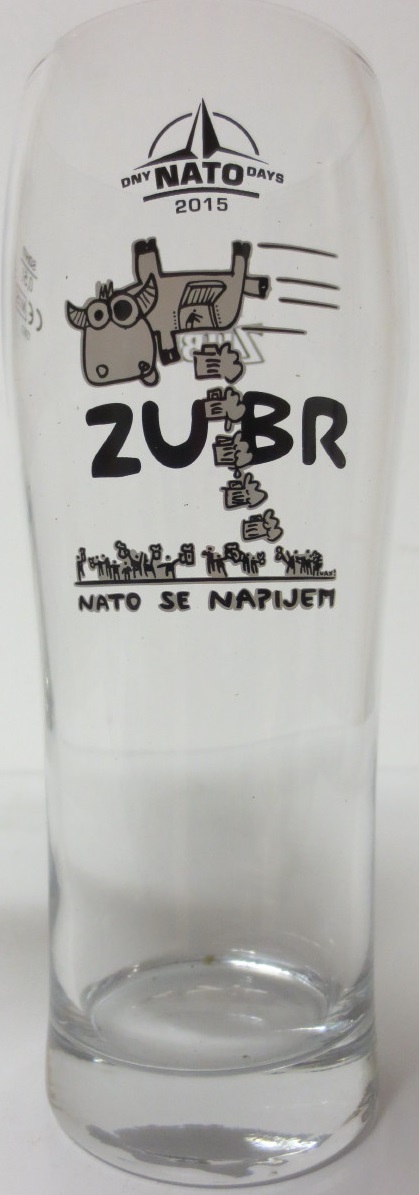 DNY NATO DAYS
2015
ZUBR
NATO SE NAPIJEM